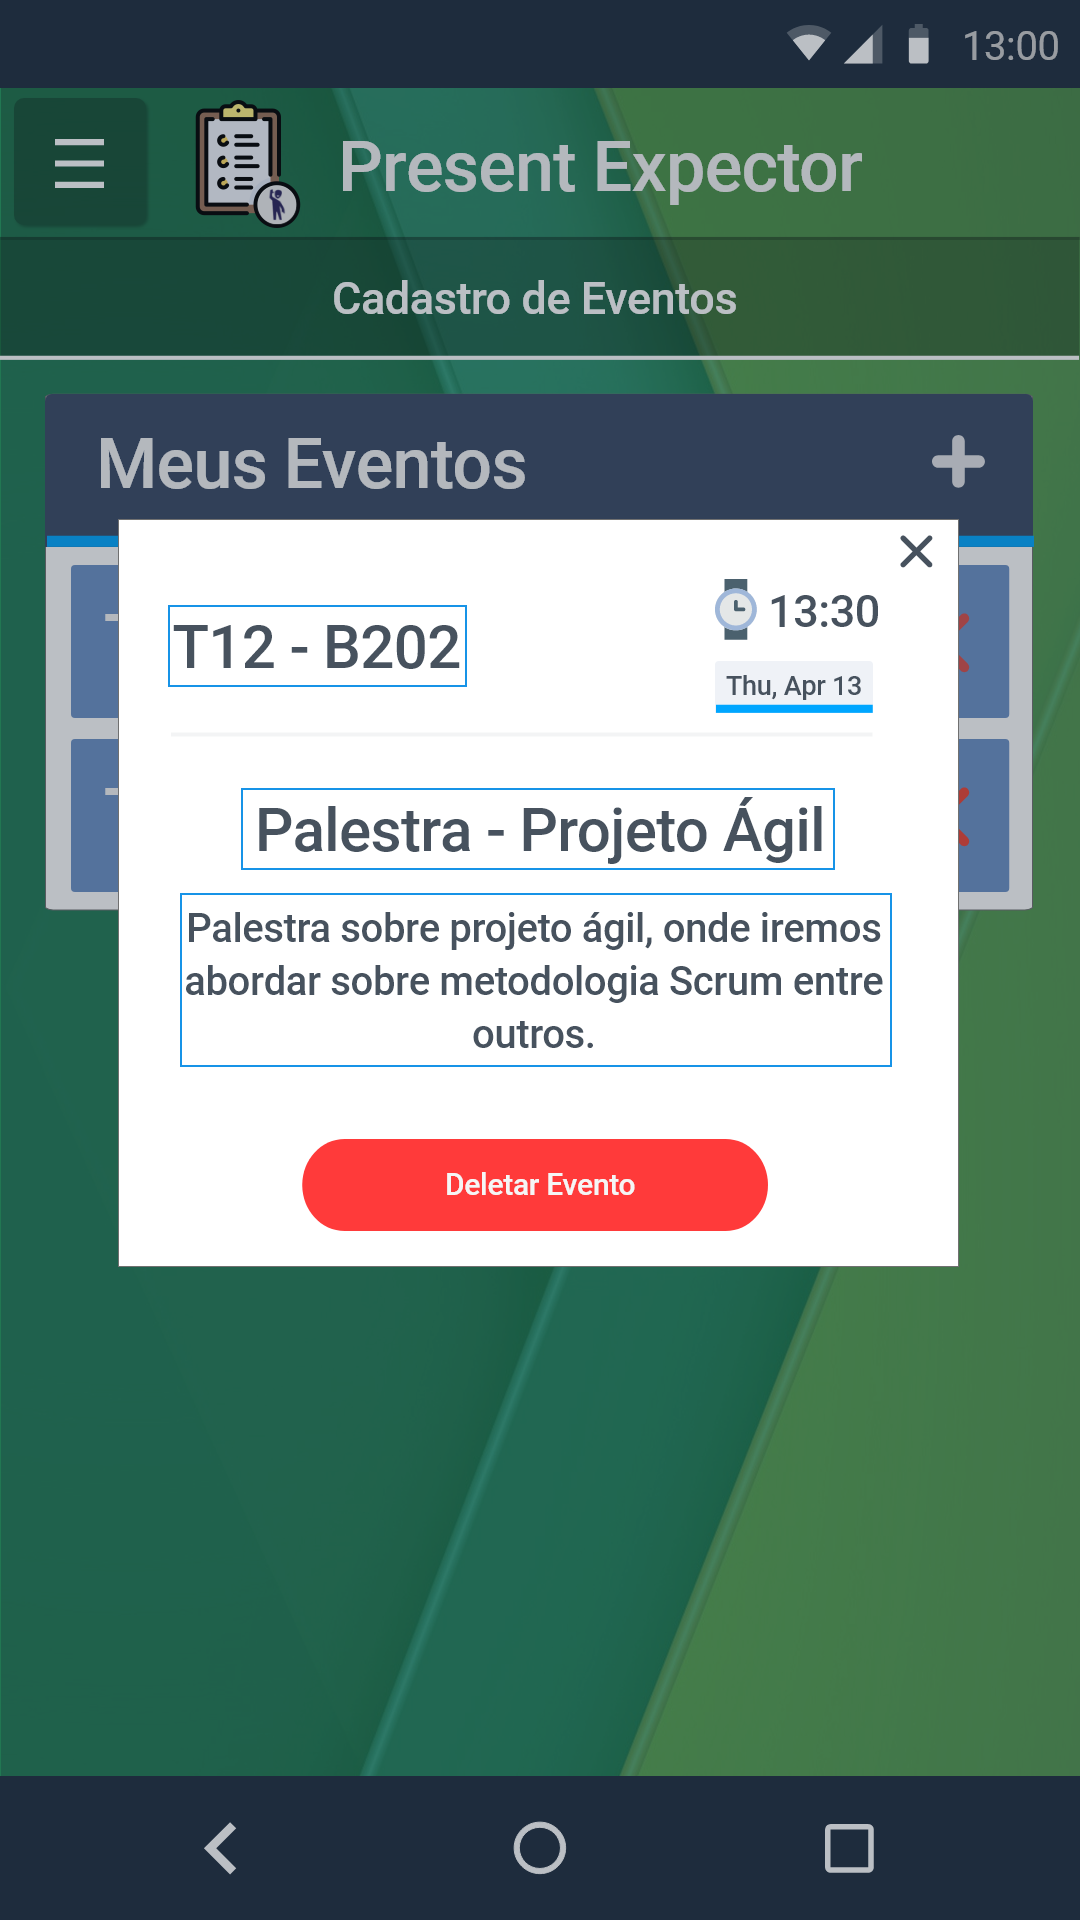 13:00
Present Expector
Cadastro de Eventos
Meus Eventos
13:30
T12 - B202
Thu, Apr 13
Palestra - Projeto Ágil
Palestra sobre projeto ágil, onde iremos
abordar sobre metodologia Scrum entre
outros.
Deletar Evento